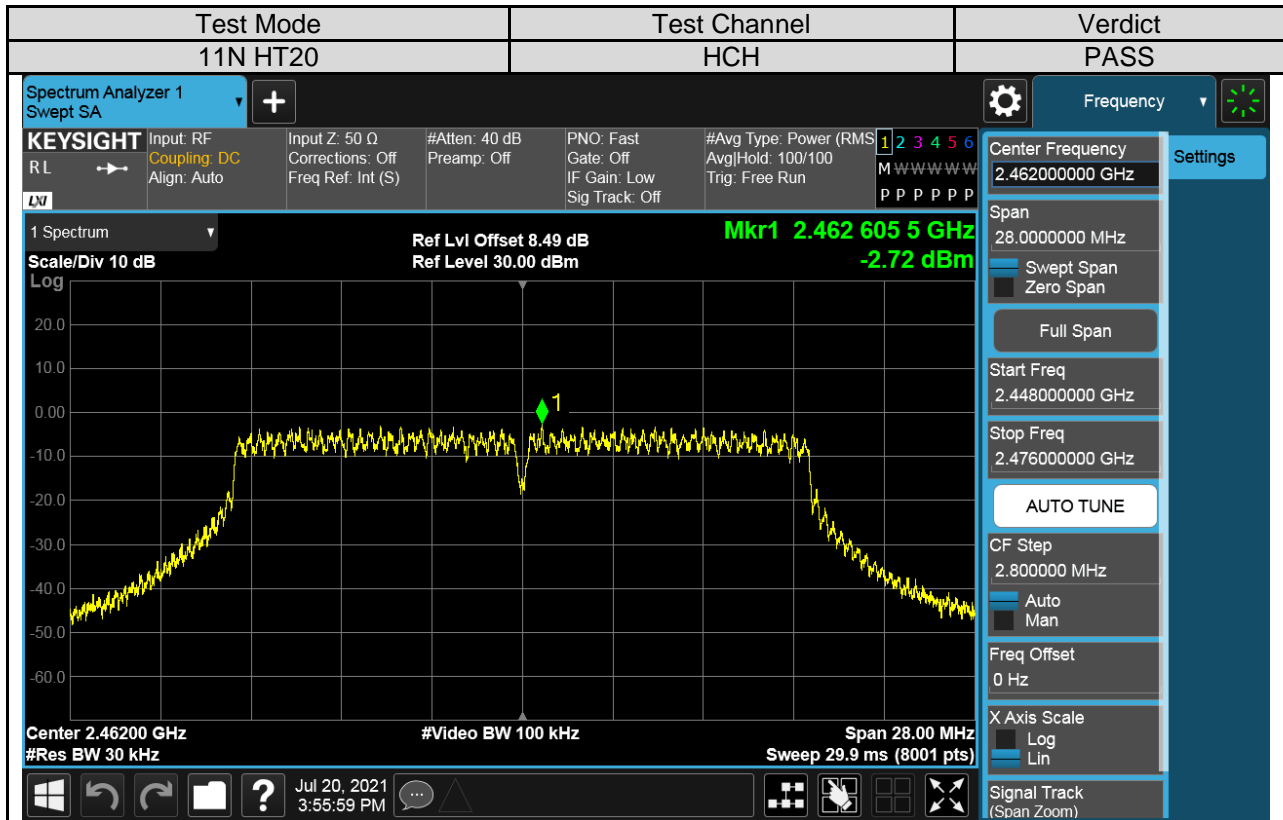 Test Mode Test Channel Verdict
11N HT20 HCH PASS
Spectrum Analyzer 1
Swept SA
Frequency
KEYSIGHT Input: RF Input Z: 50 Ω #Atten: 40 dB PNO: Fast #Avg Type: Power (RMS 1 2 3 4 5 6
RL Coupling: DC Corrections: Off Preamp: Off Gate: Off Avg|Hold: 100/100 M W W W W W
Align: Auto Freq Ref: Int (S) IF Gain: Low Trig: Free Run
LXI Sig Track: Off P P P P P P
1 Spectrum Ref Lvl Offset 8.49 dB Mkr1 2.462 605 5 GHz
Scale/Div 10 dB Ref Level 30.00 dBm -2.72 dBm
Log
20.0
10.0
0.00
1
-10.0
-20.0
-30.0
-40.0
-50.0
-60.0
Center 2.46200 GHz #Video BW 100 kHz Span 28.00 MHz
#Res BW 30 kHz Sweep 29.9 ms (8001 pts)
Center Frequency
2.462000000 GHz
Settings
Span
28.0000000 MHz
Swept Span
Zero Span
Full Span
Start Freq
2.448000000 GHz
Stop Freq
2.476000000 GHz
AUTO TUNE
CF Step
2.800000 MHz
Auto
Man
Freq Offset
0 Hz
X Axis Scale
Log
Lin
Signal Track
(Span Zoom)
? Jul 20, 2021
3:55:59 PM